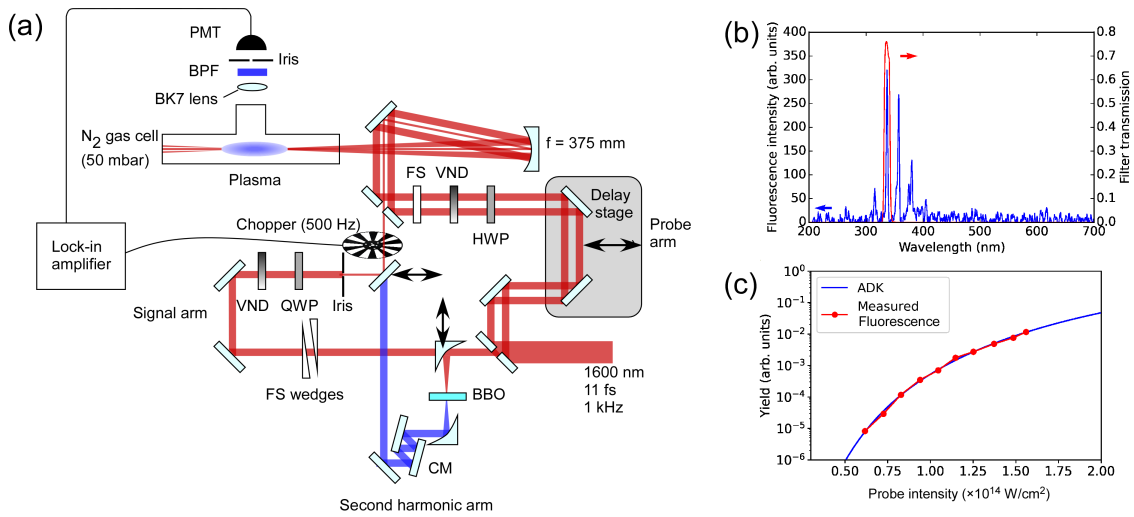 (a)
PMT
Iris
BPF
BK7 lens
N2 gas cell
(50 mbar)
Plasma
f = 375 mm
FS VND
HWP
Delay
stage
Probe
arm
Chopper (500 Hz)
Lock-in
amplifier
VND QWP Iris
Signal arm
FS wedges
1600 nm
11 fs
1 kHz
BBO
CM
Second harmonic arm
(b)
Fluorescence intensity (arb. units)
400
350
300
250
200
150
100
50
0
200 300 400 500 600 700
Wavelength (nm)
0.8
0.7
0.6
0.5
0.4
0.3
0.2
0.1
0.0
Filter transmission
(c)
Yield (arb. units)
10^0
10^-1
10^-2
10^-3
10^-4
10^-5
10^-6
ADK
Measured
Fluorescence
0.50 0.75 1.00 1.25 1.50 1.75 2.00
Probe intensity (×10^14 W/cm^2)